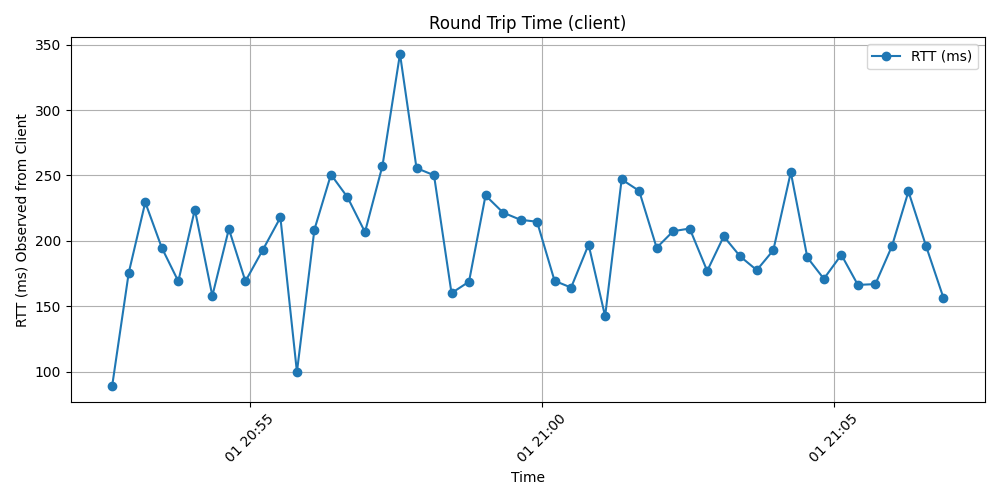 Round Trip Time (client)
RTT (ms)
RTT (ms) Observed from Client
350
300
250
200
150
100
01 20:55
01 21:00
01 21:05
Time